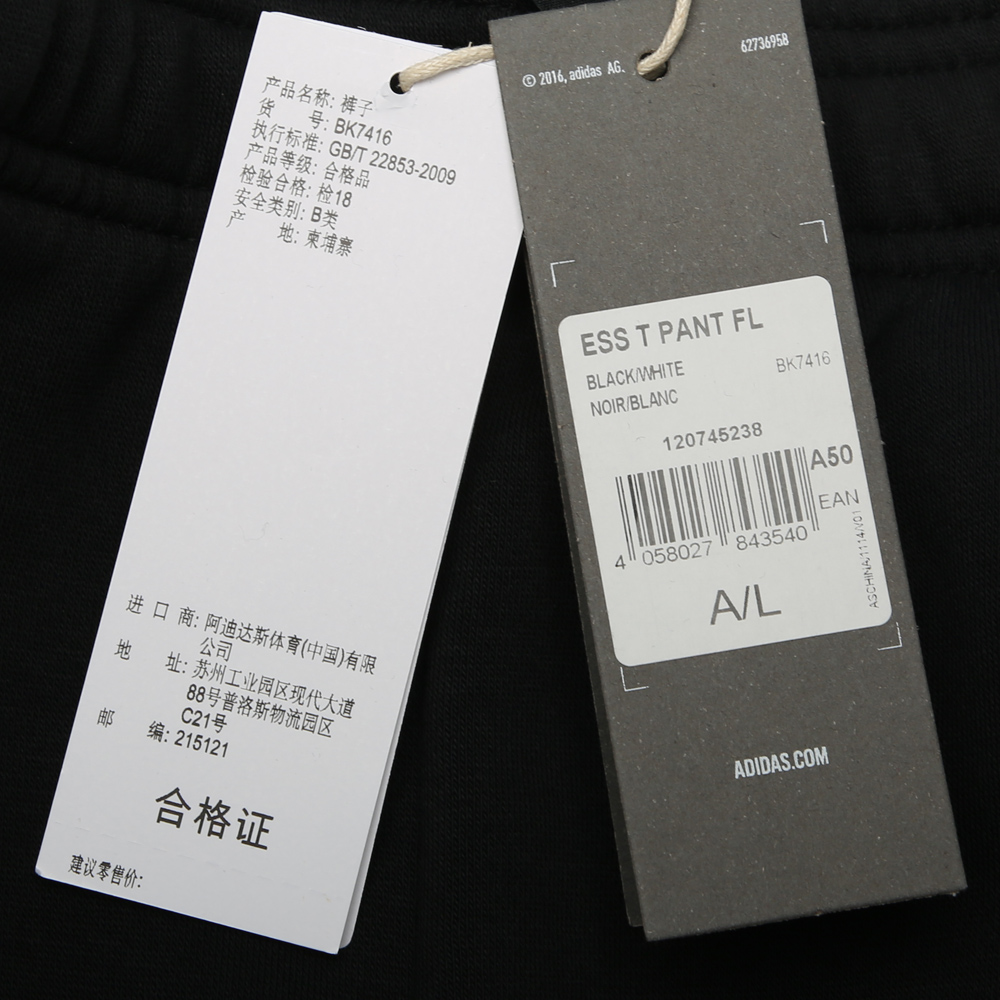 产品名称: 裤子
货 号: BK7416
执行标准: GB/T 22853-2009
产品等级: 合格品
检验合格: 检18
安全类别: B类
产 地: 柬埔寨
进 口 商: 阿迪达斯体育(中国)有限
公司
地 址: 苏州工业园区现代大道
88号普洛斯物流园区
C21号
邮 编: 215121
合格证
建议零售价:
© 2016, adidas AG.
62736958
ESS T PANT FL
BLACK/WHITE
BK7416
NOIR/BLANC
120745238
A50
EAN
4 058027 843540
A/L
ASCHINA/1114/V01
ADIDAS.COM